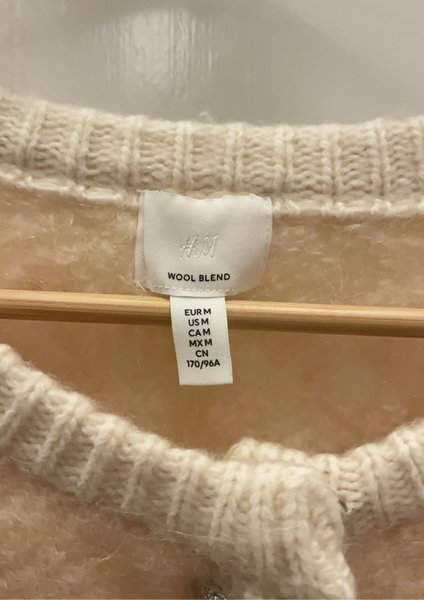 H&M
WOOL BLEND
EUR M
US M
CA M
MX M
CN
170/96A